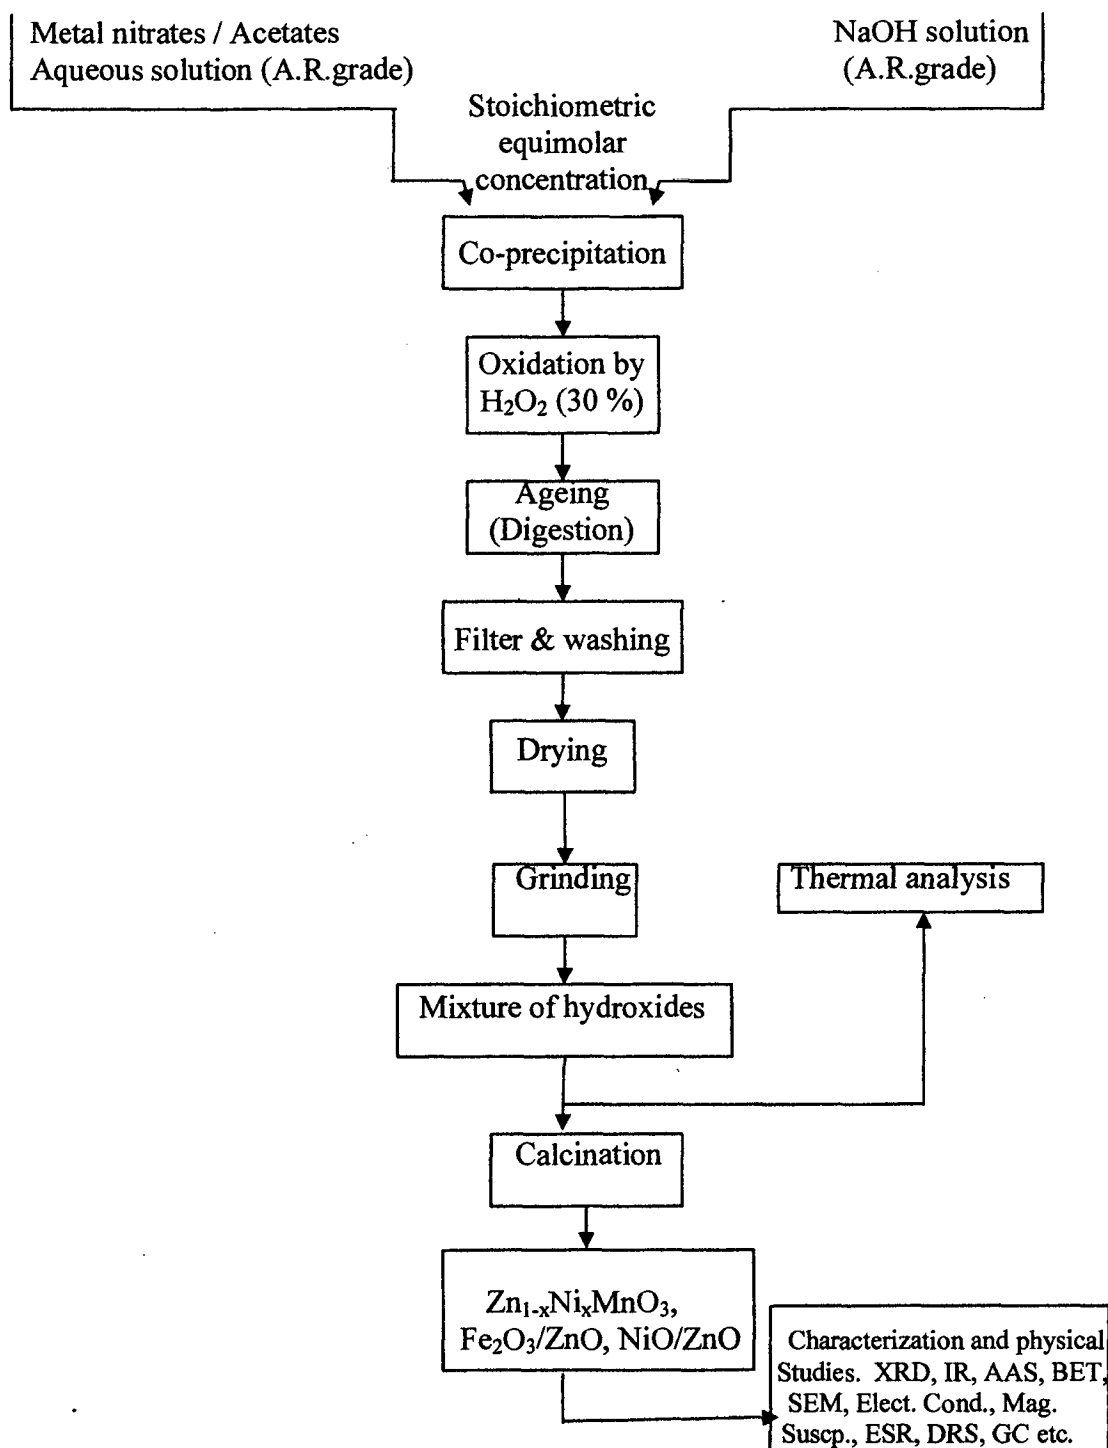 Metal nitrates / Acetates
Aqueous solution (A.R.grade)
NaOH solution
(A.R.grade)
Stoichiometric
equimolar
concentration
Co-precipitation
Oxidation by
H₂O₂ (30 %)
Ageing
(Digestion)
Filter & washing
Drying
Grinding
Thermal analysis
Mixture of hydroxides
Calcination
Zn₁₋ₓNiₓMnO₃,
Fe₂O₃/ZnO, NiO/ZnO
Characterization and physical
Studies. XRD, IR, AAS, BET,
SEM, Elect. Cond., Mag.
Suscp., ESR, DRS, GC etc.